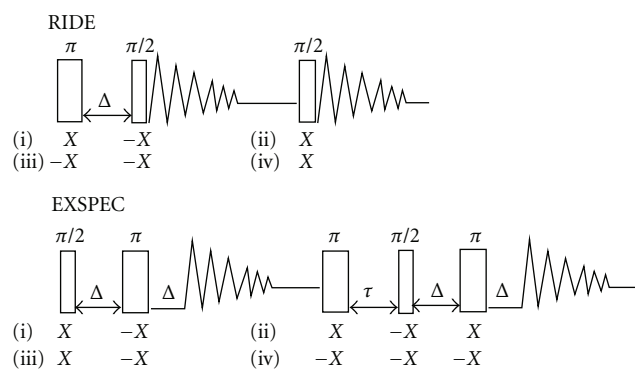 RIDE
π π/2 π/2
Δ
(i) X −X (ii) X
(iii) −X −X (iv) X
EXSPEC
π/2 π π π/2 π
Δ Δ τ Δ Δ
(i) X −X (ii) X −X X
(iii) X −X (iv) −X −X −X